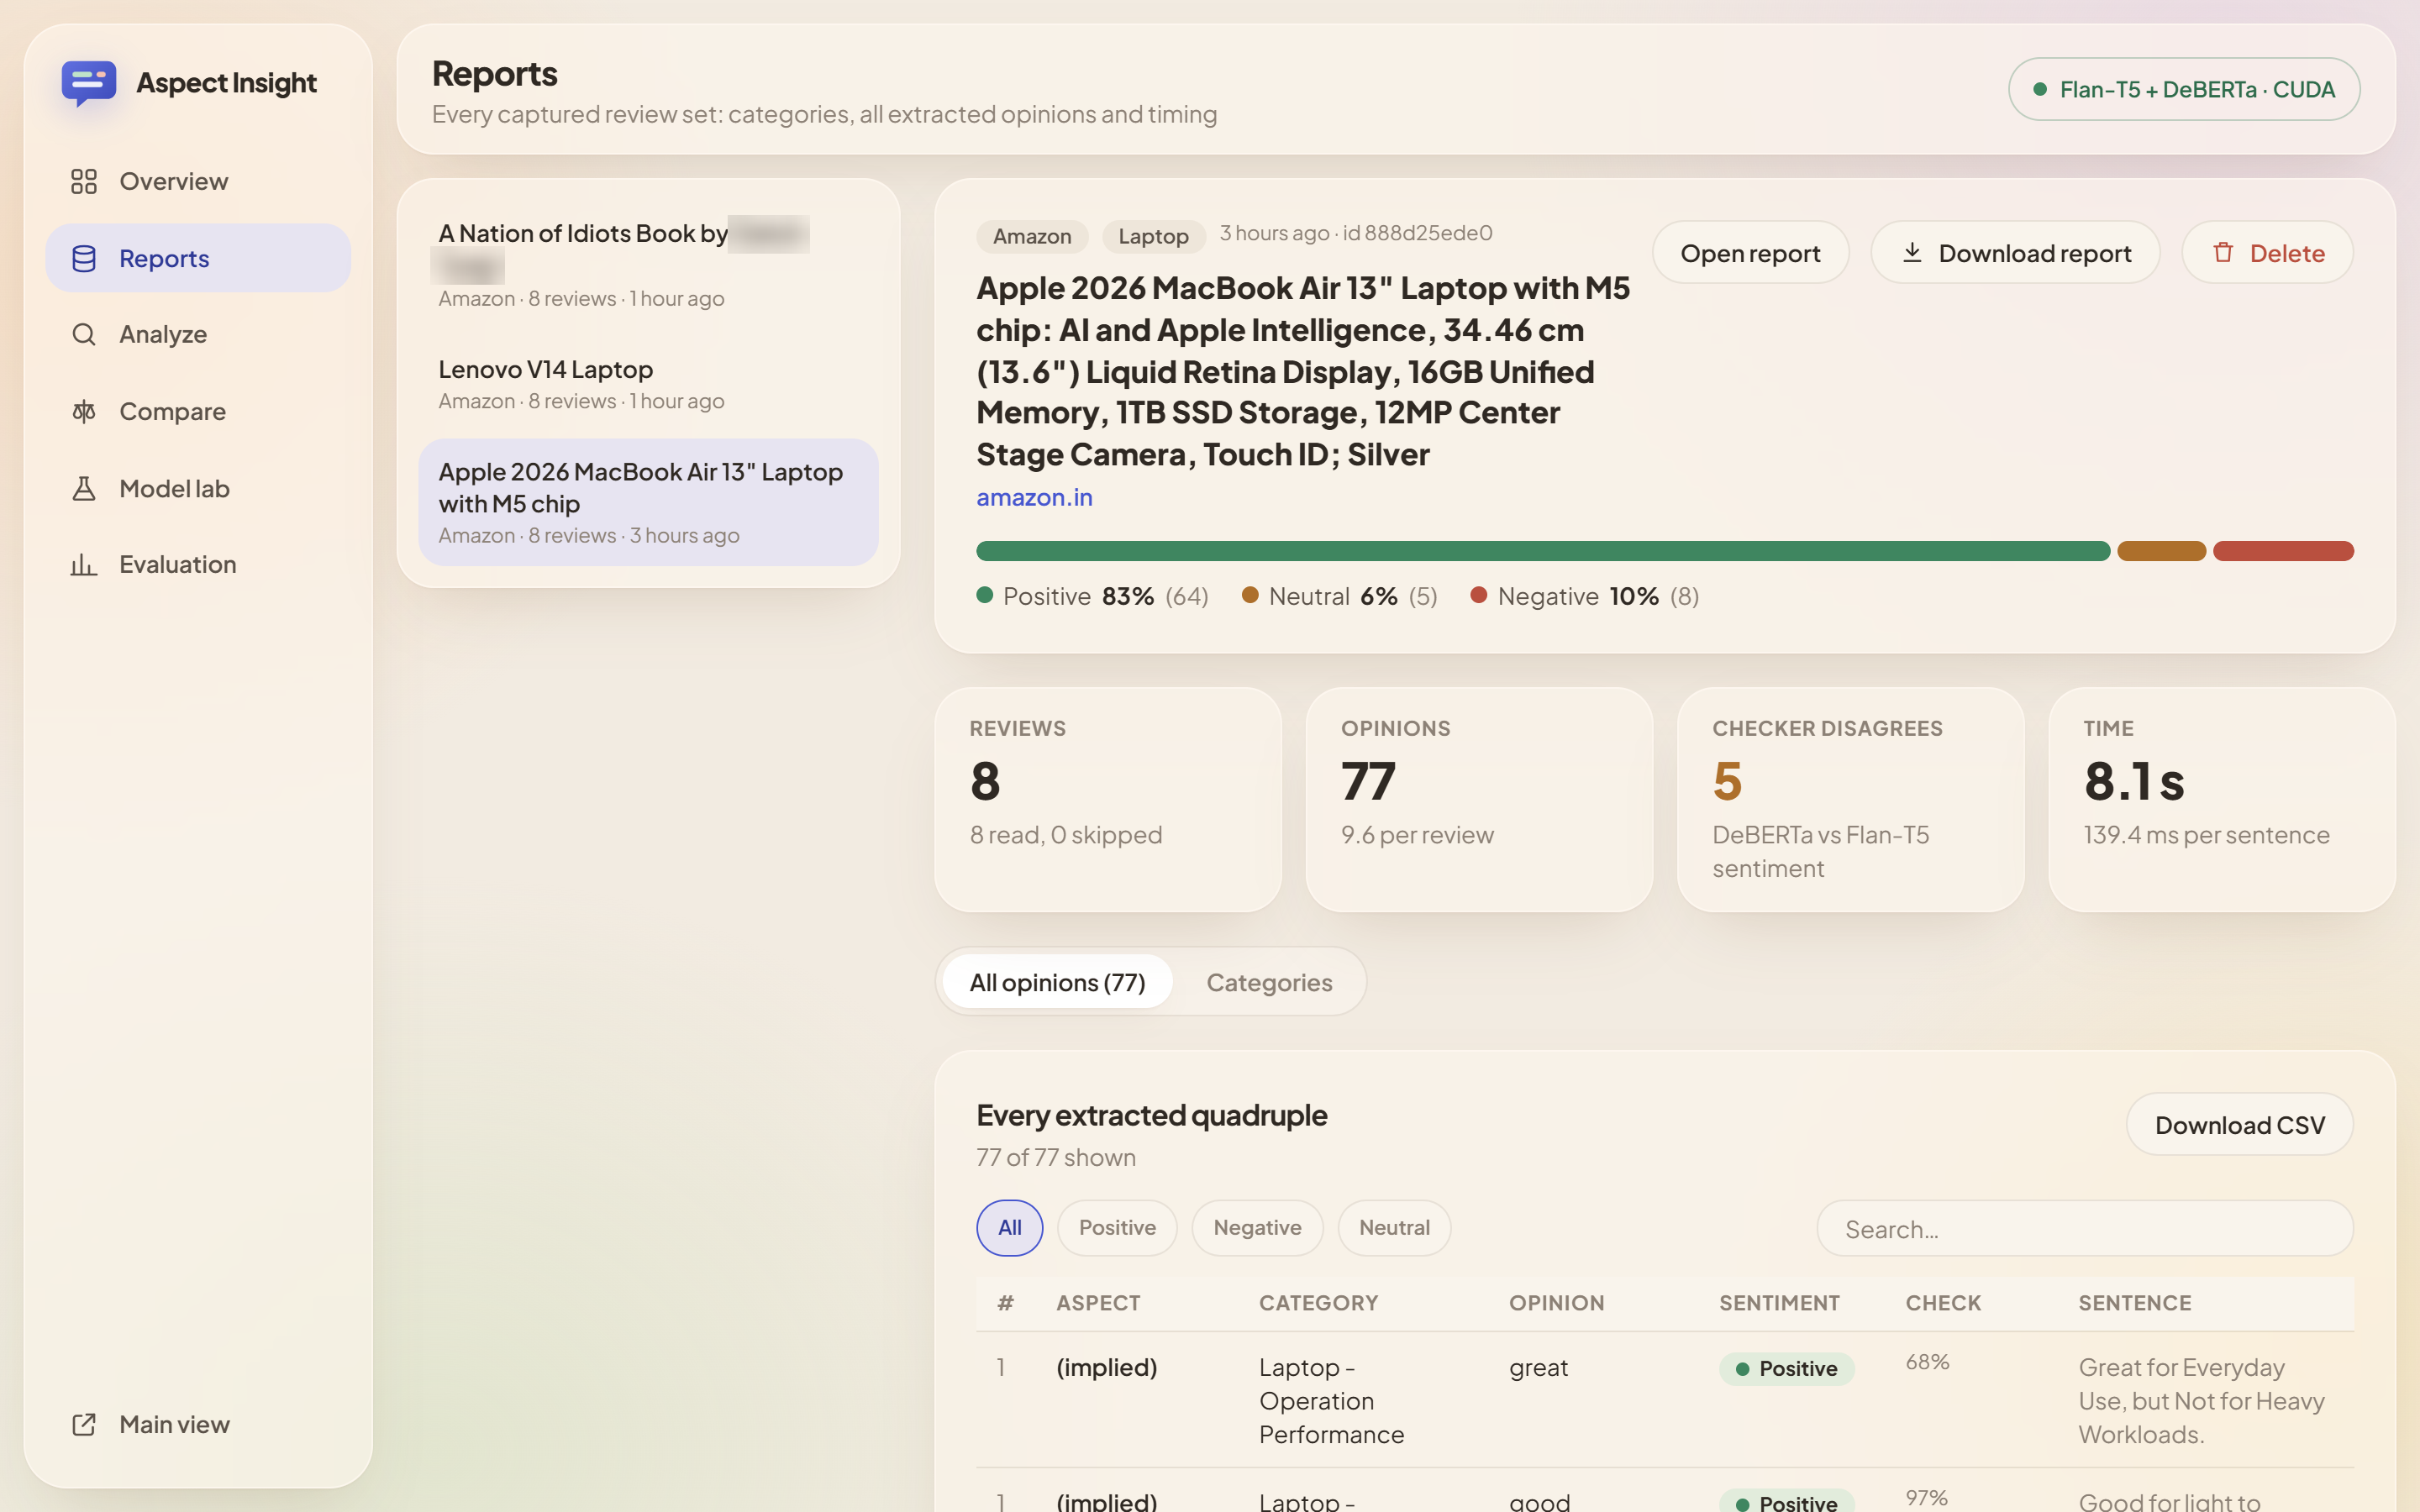 Aspect Insight
Overview
Reports
Analyze
Compare
Model lab
Evaluation
Main view
Reports
Every captured review set: categories, all extracted opinions and timing
Flan-T5 + DeBERTa · CUDA
A Nation of Idiots Book by
Amazon · 8 reviews · 1 hour ago
Lenovo V14 Laptop
Amazon · 8 reviews · 1 hour ago
Apple 2026 MacBook Air 13" Laptop
with M5 chip
Amazon · 8 reviews · 3 hours ago
Amazon Laptop 3 hours ago · id 888d25ede0
Open report Download report Delete
Apple 2026 MacBook Air 13" Laptop with M5
chip: AI and Apple Intelligence, 34.46 cm
(13.6") Liquid Retina Display, 16GB Unified
Memory, 1TB SSD Storage, 12MP Center
Stage Camera, Touch ID; Silver
amazon.in
Positive 83% (64) Neutral 6% (5) Negative 10% (8)
REVIEWS
8
8 read, 0 skipped
OPINIONS
77
9.6 per review
CHECKER DISAGREES
5
DeBERTa vs Flan-T5
sentiment
TIME
8.1 s
139.4 ms per sentence
All opinions (77) Categories
Every extracted quadruple
77 of 77 shown
Download CSV
All Positive Negative Neutral Search...
# ASPECT CATEGORY OPINION SENTIMENT CHECK SENTENCE
1 (implied) Laptop - great Positive 68% Great for Everyday
Operation Use, but Not for Heavy
Performance Workloads.
1 (implied) Laptop - good Positive 97% Good for light to